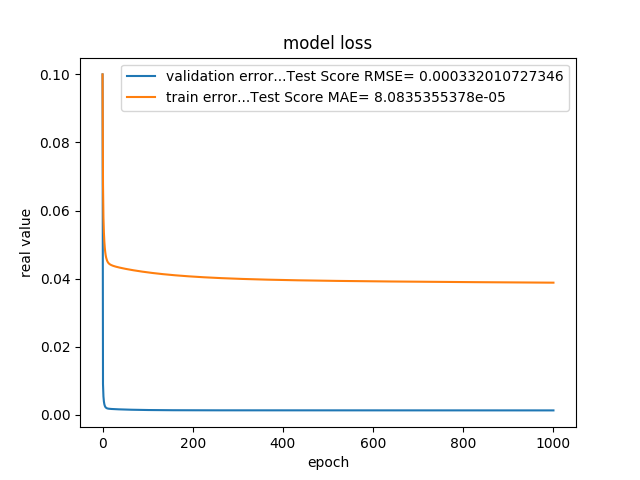 model loss
validation error...Test Score RMSE= 0.000332010727346
train error...Test Score MAE= 8.0835355378e-05
real value
0.10
0.08
0.06
0.04
0.02
0.00
0 200 400 600 800 1000
epoch